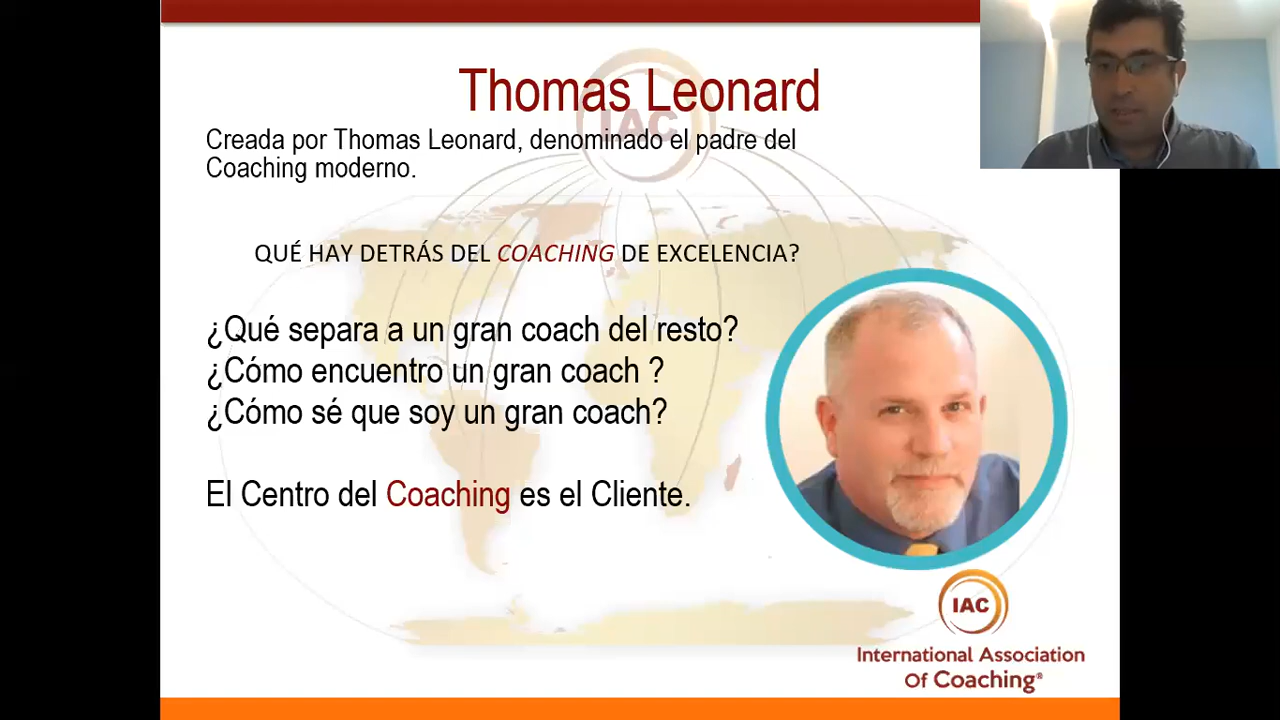 Thomas Leonard
Creada por Thomas Leonard, denominado el padre del
Coaching moderno.
QUÉ HAY DETRÁS DEL COACHING DE EXCELENCIA?
¿Qué separa a un gran coach del resto?
¿Cómo encuentro un gran coach ?
¿Cómo sé que soy un gran coach?
El Centro del Coaching es el Cliente.
IAC
IAC
International Association
Of Coaching®